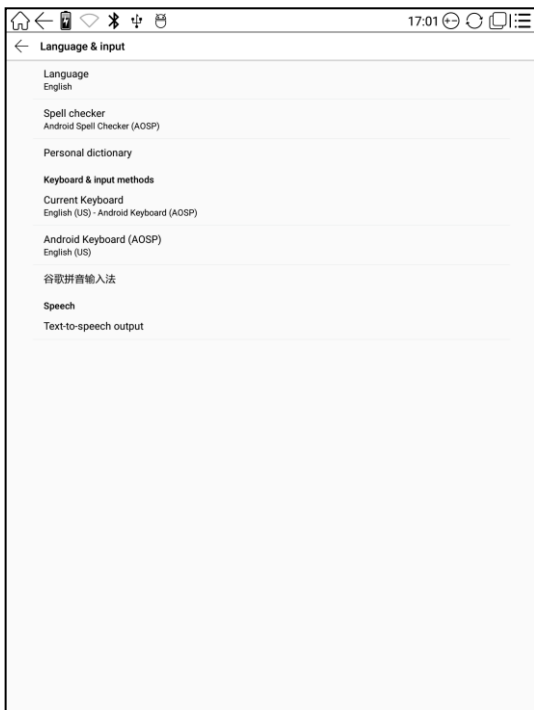 17:01
Language & input
Language
English
Spell checker
Android Spell Checker (AOSP)
Personal dictionary
Keyboard & input methods
Current Keyboard
English (US) - Android Keyboard (AOSP)
Android Keyboard (AOSP)
English (US)
谷歌拼音输入法
Speech
Text-to-speech output